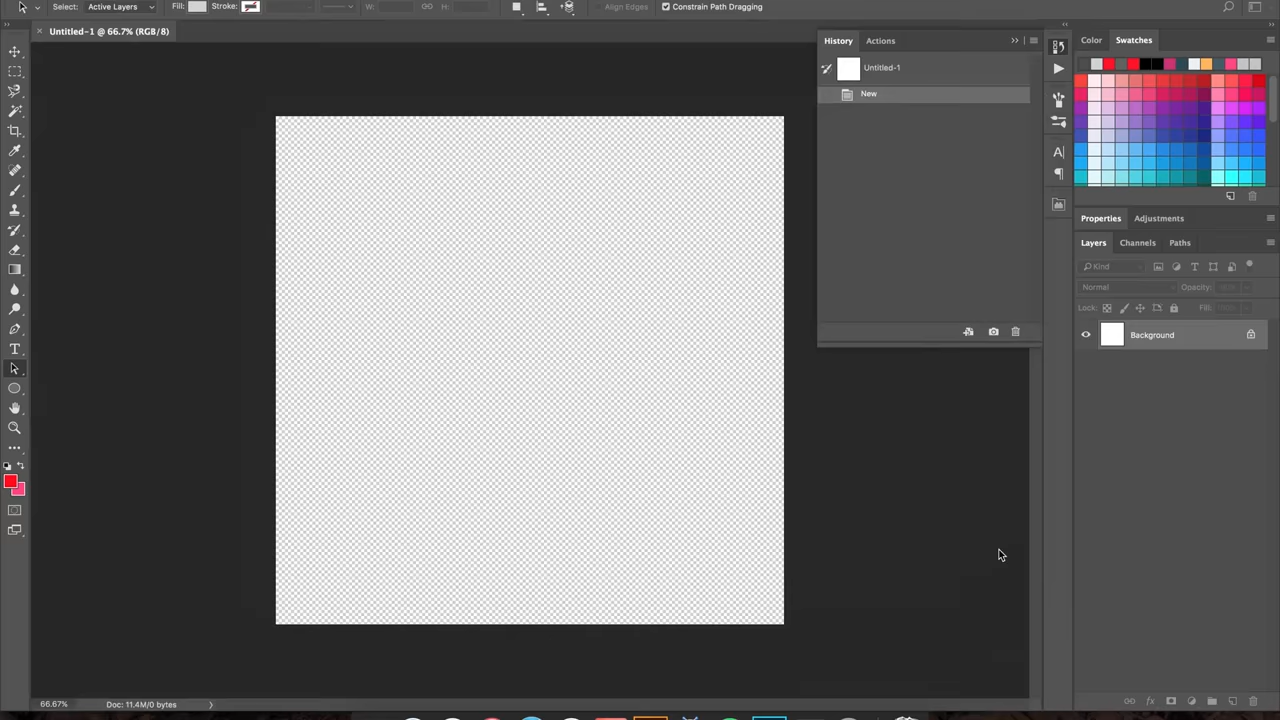 Select: Active Layers Fill: Stroke: W: H: Align Edges Constrain Path Dragging
Untitled-1 @ 66.7% (RGB/8)
History Actions
Untitled-1
New
Color Swatches
Properties Adjustments
Layers Channels Paths
Kind
Normal Opacity:
Lock: Fill:
Background
66.67% Doc: 11.4M/0 bytes